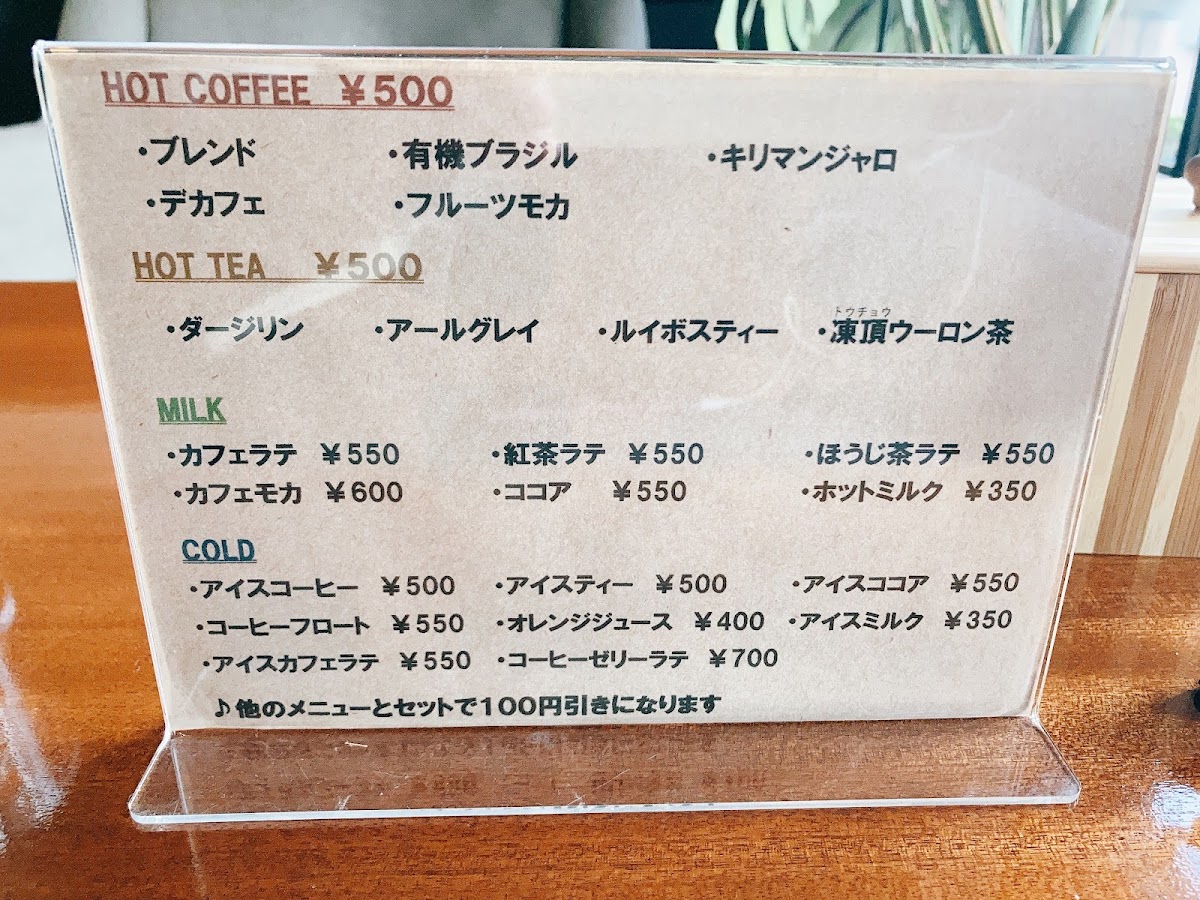 HOT COFFEE ¥500
・ブレンド ・有機ブラジル ・キリマンジャロ
・デカフェ ・フルーツモカ
HOT TEA ¥500
トウチョウ
・ダージリン ・アールグレイ ・ルイボスティー ・凍頂ウーロン茶
MILK
・カフェラテ ¥550 ・紅茶ラテ ¥550 ・ほうじ茶ラテ ¥550
・カフェモカ ¥600 ・ココア ¥550 ・ホットミルク ¥350
COLD
・アイスコーヒー ¥500 ・アイスティー ¥500 ・アイスココア ¥550
・コーヒーフロート ¥550 ・オレンジジュース ¥400 ・アイスミルク ¥350
・アイスカフェラテ ¥550 ・コーヒーゼリーラテ ¥700
♪他のメニューとセットで100円引きになります